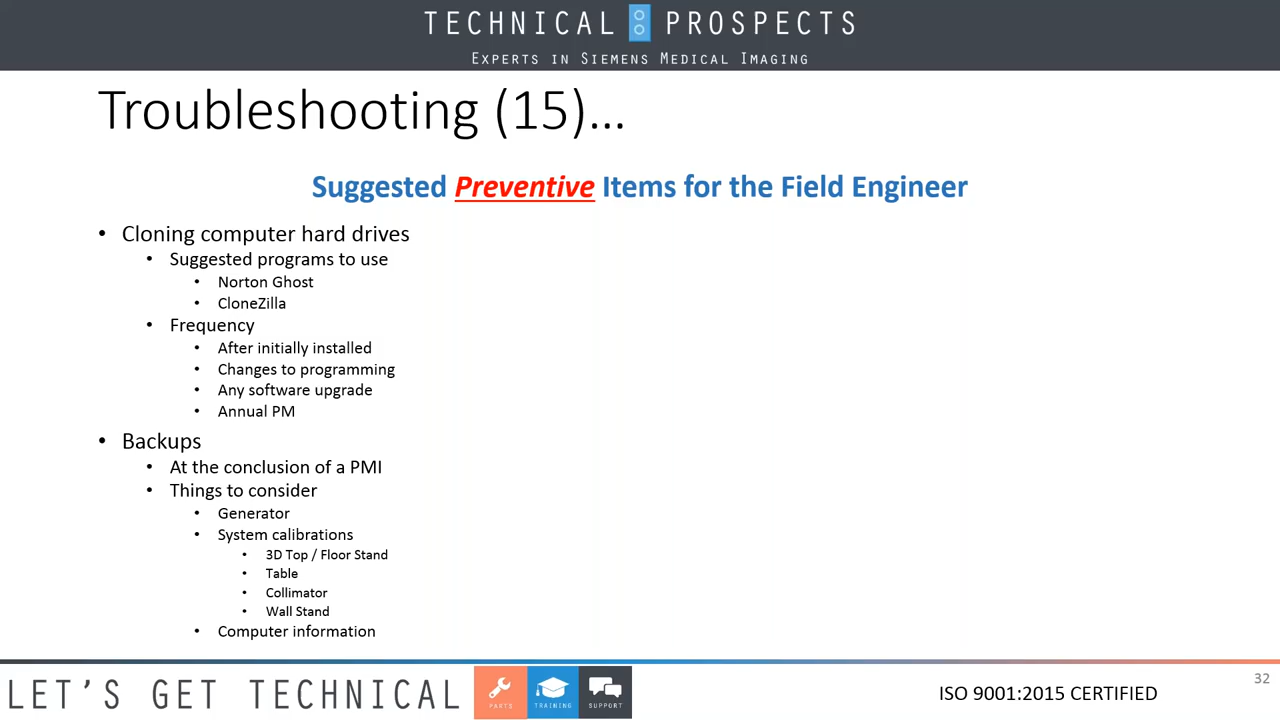 TECHNICAL PROSPECTS
EXPERTS IN SIEMENS MEDICAL IMAGING
Troubleshooting (15)...
Suggested Preventive Items for the Field Engineer
• Cloning computer hard drives
• Suggested programs to use
• Norton Ghost
• CloneZilla
• Frequency
• After initially installed
• Changes to programming
• Any software upgrade
• Annual PM
• Backups
• At the conclusion of a PMI
• Things to consider
• Generator
• System calibrations
• 3D Top / Floor Stand
• Table
• Collimator
• Wall Stand
• Computer information
32
LET'S GET TECHNICAL
PARTS
TRAINING
SUPPORT
ISO 9001:2015 CERTIFIED